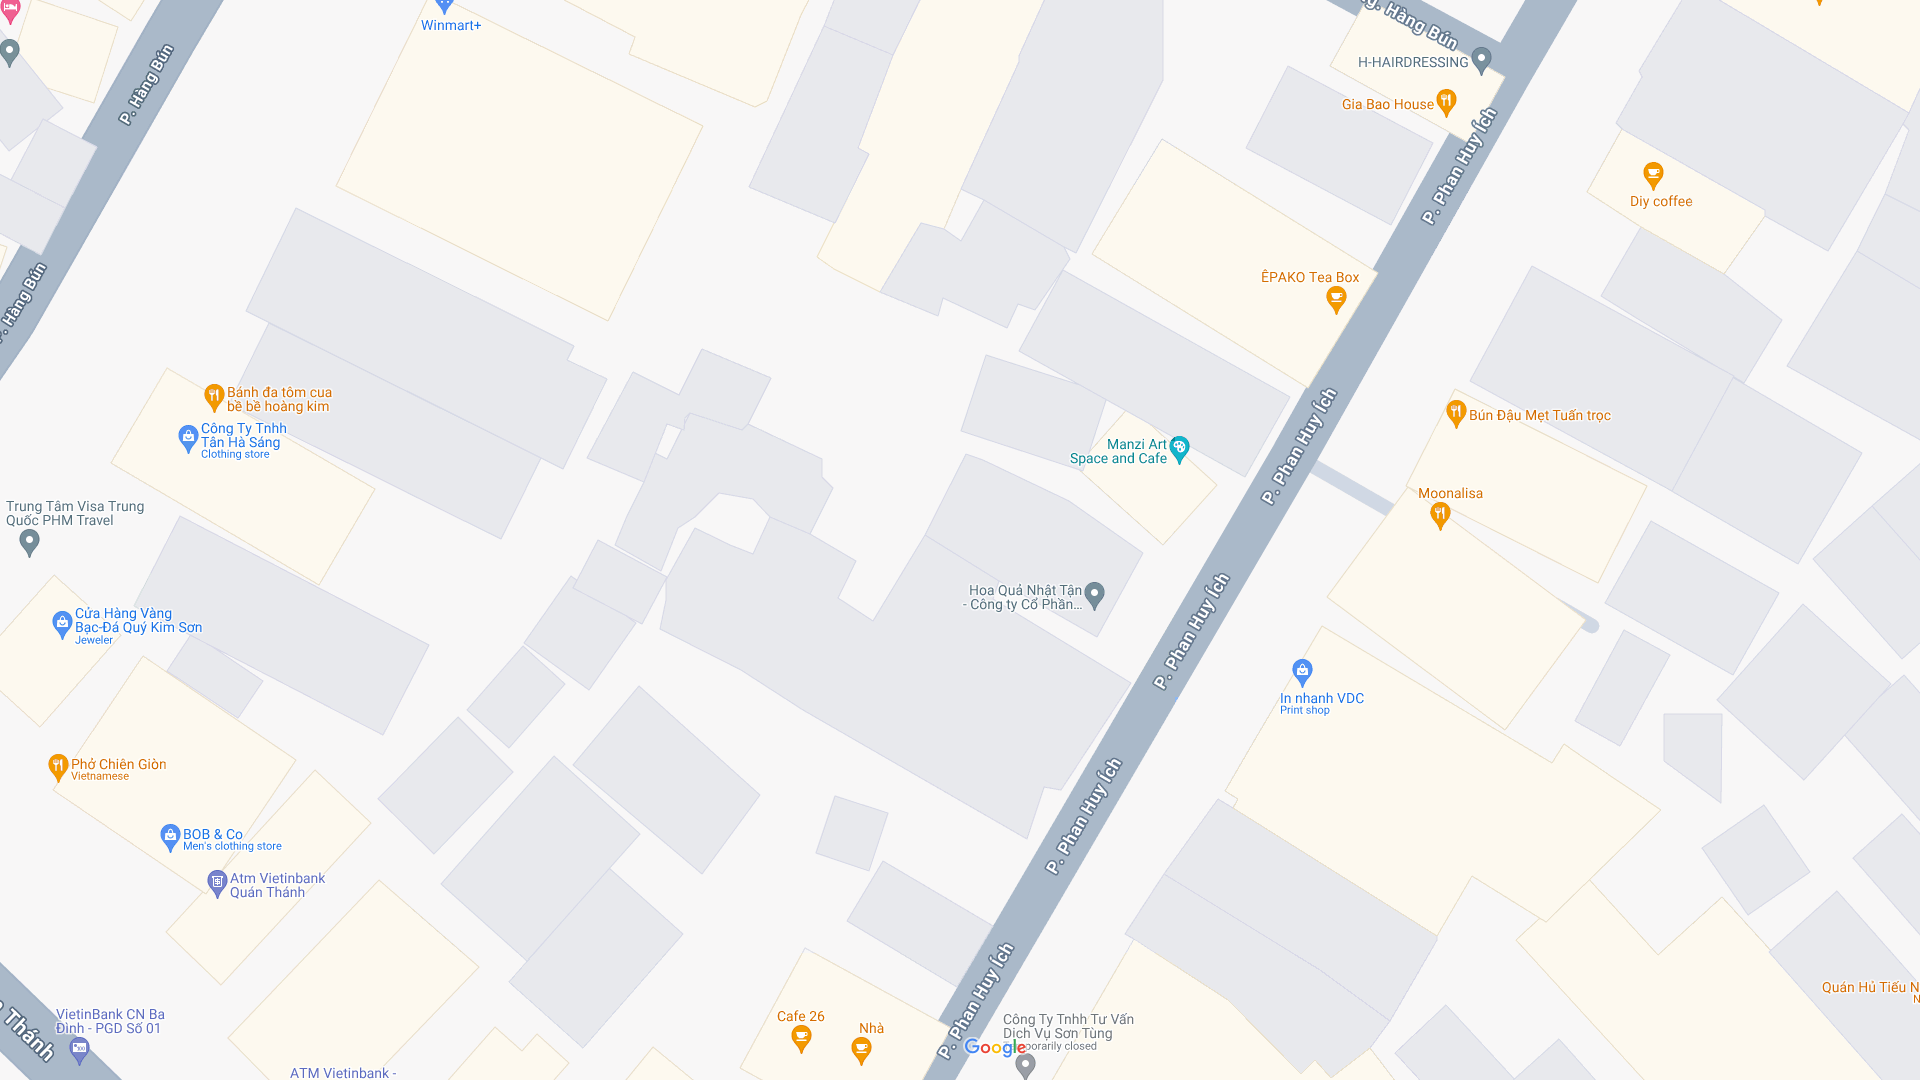 Winmart+
P. Hàng Bún
Ng. Hàng Bún
H-HAIRDRESSING
Gia Bao House
P. Phan Huy Ích
Diy coffee
P. Hàng Bún
ÊPAKO Tea Box
Bánh đa tôm cua
bề bề hoàng kim
Công Ty Tnhh
Tân Hà Sáng
Clothing store
P. Phan Huy Ích
Bún Đậu Mẹt Tuấn trọc
Manzi Art
Space and Cafe
Moonalisa
Trung Tâm Visa Trung
Quốc PHM Travel
Hoa Quả Nhật Tận
- Công ty Cổ Phần...
P. Phan Huy Ích
Cửa Hàng Vàng
Bạc-Đá Quý Kim Sơn
Jeweler
In nhanh VDC
Print shop
Phở Chiên Giòn
Vietnamese
P. Phan Huy Ích
BOB & Co
Men's clothing store
Atm Vietinbank
Quán Thánh
P. Phan Huy Ích
Quán Hủ Tiếu N
VietinBank CN Ba
Đình - PGD Số 01
Thánh
Cafe 26
Nhà
Công Ty Tnhh Tư Vấn
Dịch Vụ Sơn Tùng
Google
porarily closed
ATM Vietinbank -